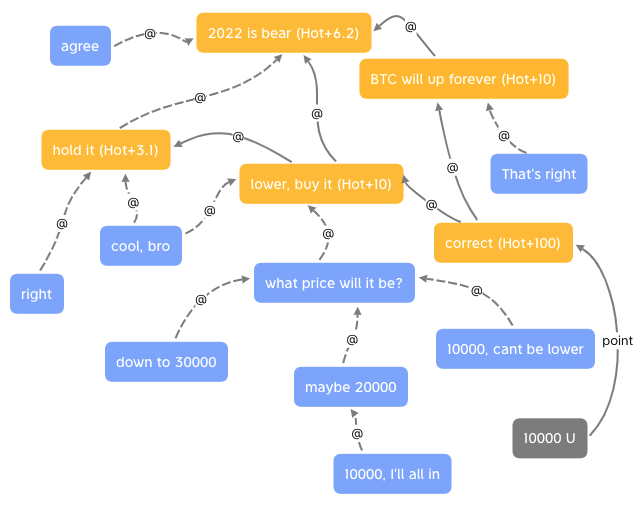 2022 is bear (Hot+6.2)
@
agree
@
BTC will up forever (Hot+10)
@
@
@
@
hold it (Hot+3.1)
@
That's right
lower, buy it (Hot+10)
@
@
@
@
@
cool, bro
correct (Hot+100)
@
right
what price will it be?
@
@
@
point
down to 30000
10000, cant be lower
maybe 20000
@
10000 U
10000, I'll all in